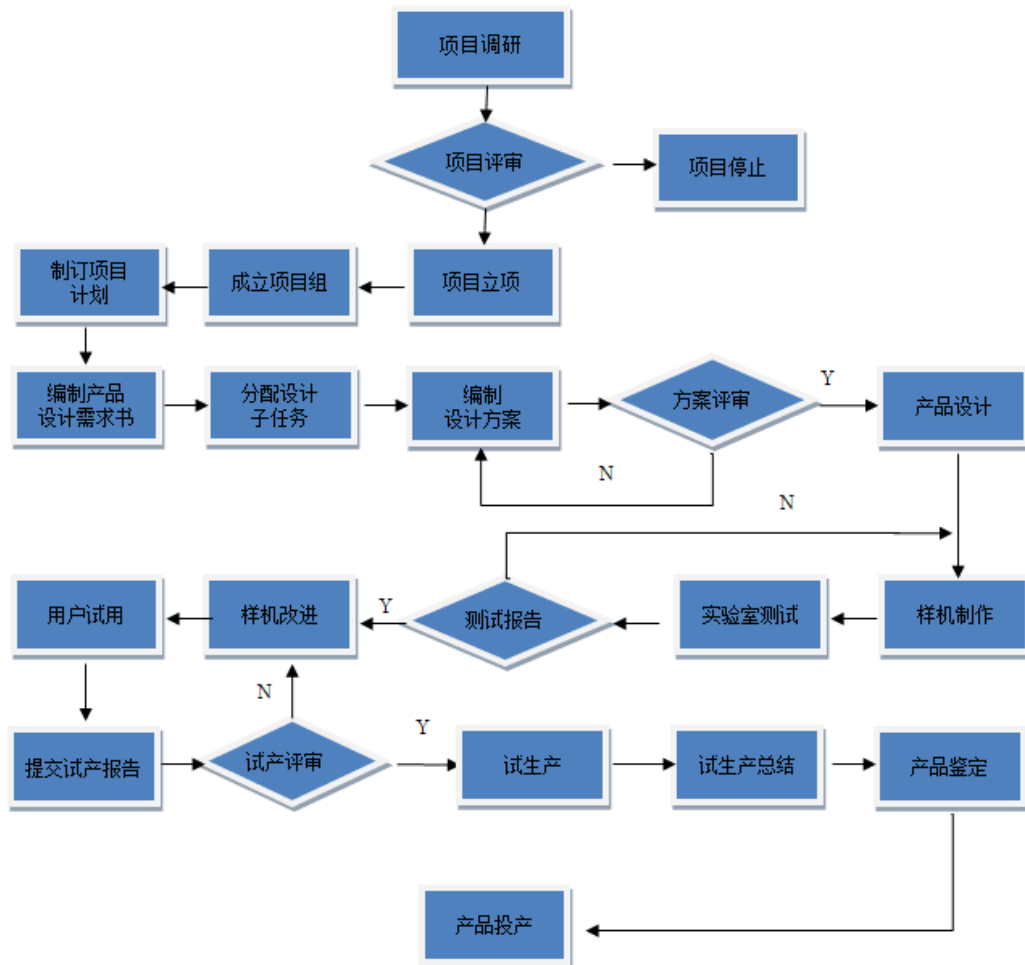 项目调研
项目评审
项目停止
制订项目
计划
成立项目组
项目立项
编制产品
设计需求书
分配设计
子任务
编制
设计方案
方案评审
Y
产品设计
N
N
用户试用
样机改进
Y
测试报告
实验室测试
样机制作
N
提交试产报告
试产评审
Y
试生产
试生产总结
产品鉴定
产品投产